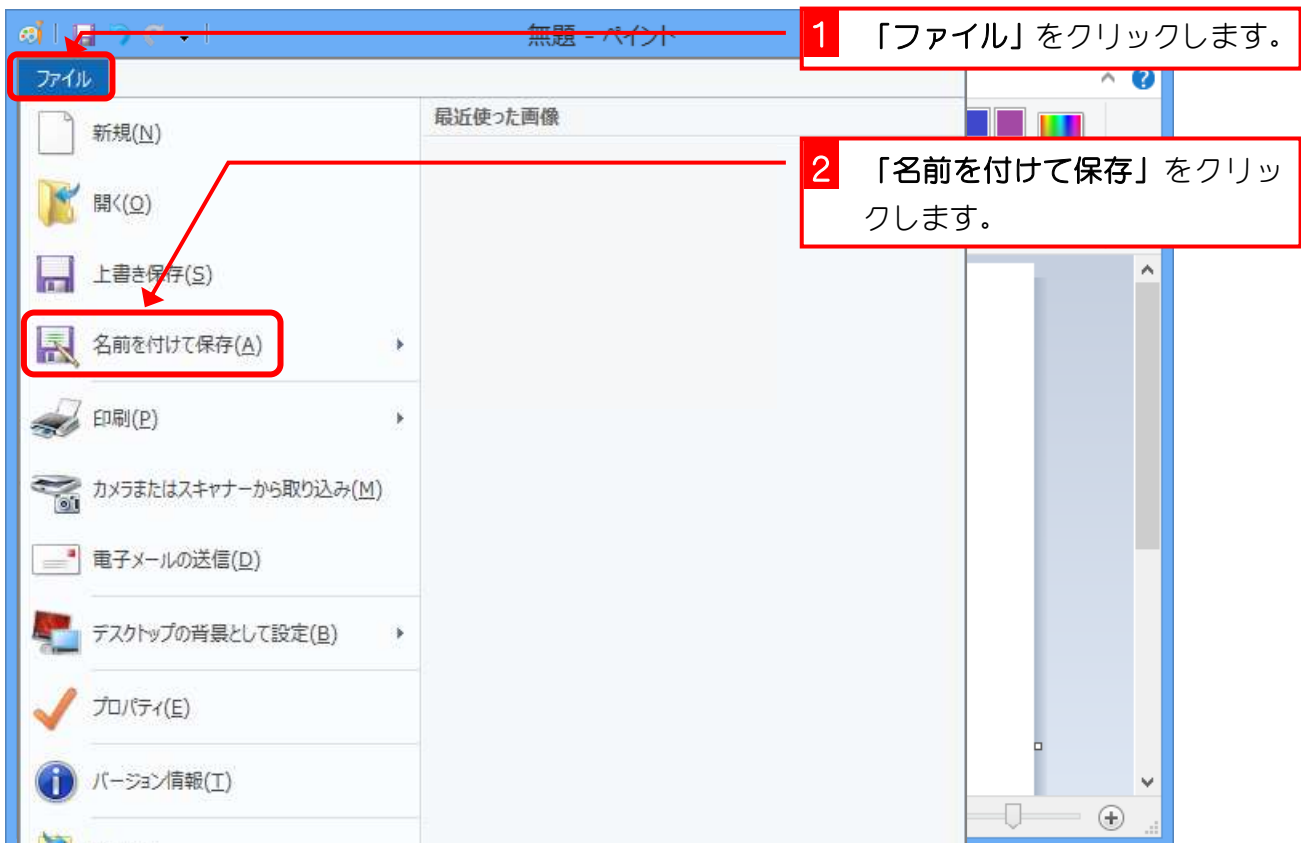 無題 - ペイント
1 「ファイル」をクリックします。
ファイル
新規(N)
最近使った画像
2 「名前を付けて保存」をクリッ
クします。
開く(O)
上書き保存(S)
名前を付けて保存(A)
印刷(P)
カメラまたはスキャナーから取り込み(M)
電子メールの送信(D)
デスクトップの背景として設定(B)
プロパティ(E)
バージョン情報(T)